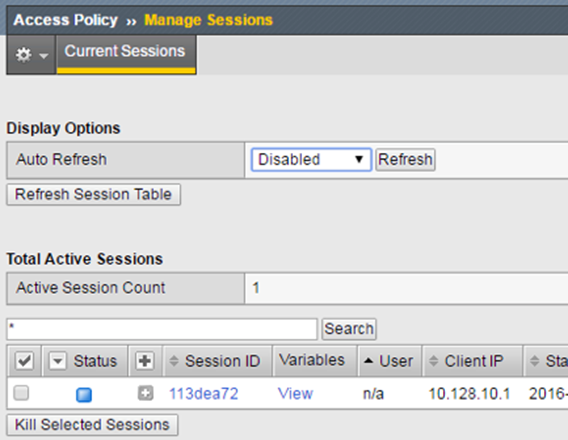 Access Policy ›› Manage Sessions
Current Sessions
Display Options
Auto Refresh Disabled Refresh
Refresh Session Table
Total Active Sessions
Active Session Count 1
* Search
Status Session ID Variables User Client IP Sta
113dea72 View n/a 10.128.10.1 2016-
Kill Selected Sessions